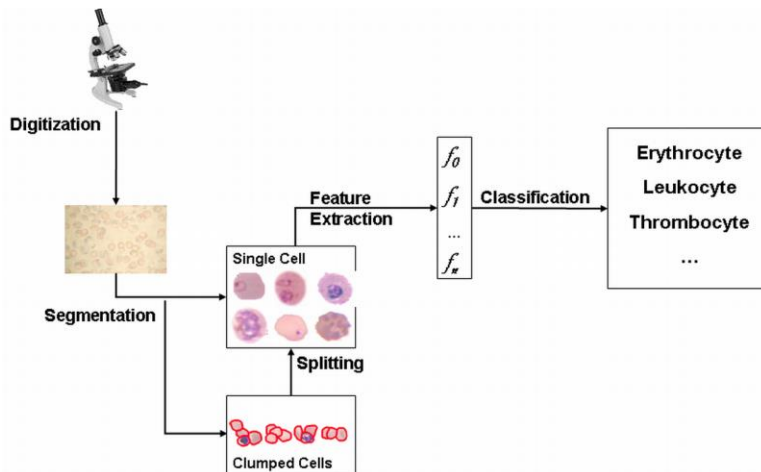 Digitization
Segmentation
Single Cell
Splitting
Clumped Cells
Feature
Extraction
f₀
f₁
...
fₙ
Classification
Erythrocyte
Leukocyte
Thrombocyte
...